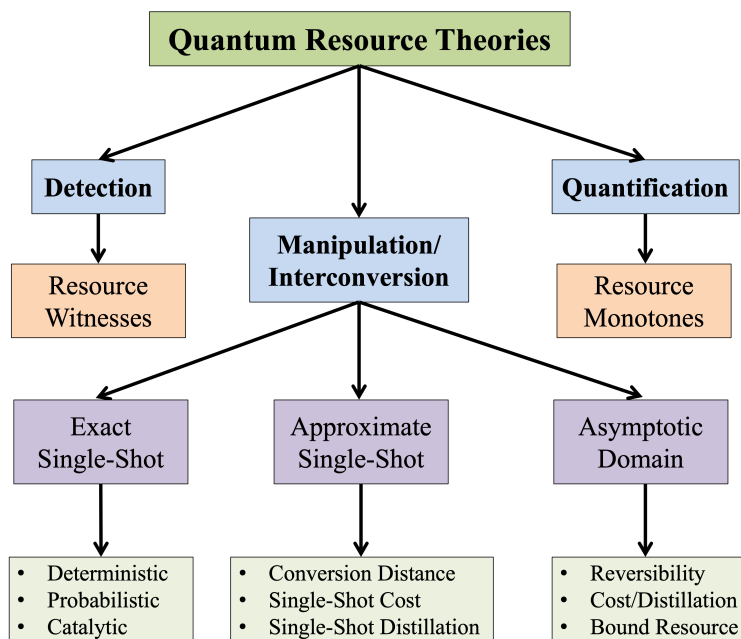 Quantum Resource Theories
Detection
Quantification
Manipulation/
Interconversion
Resource
Witnesses
Resource
Monotones
Exact
Single-Shot
Approximate
Single-Shot
Asymptotic
Domain
• Deterministic
• Probabilistic
• Catalytic
• Conversion Distance
• Single-Shot Cost
• Single-Shot Distillation
• Reversibility
• Cost/Distillation
• Bound Resource